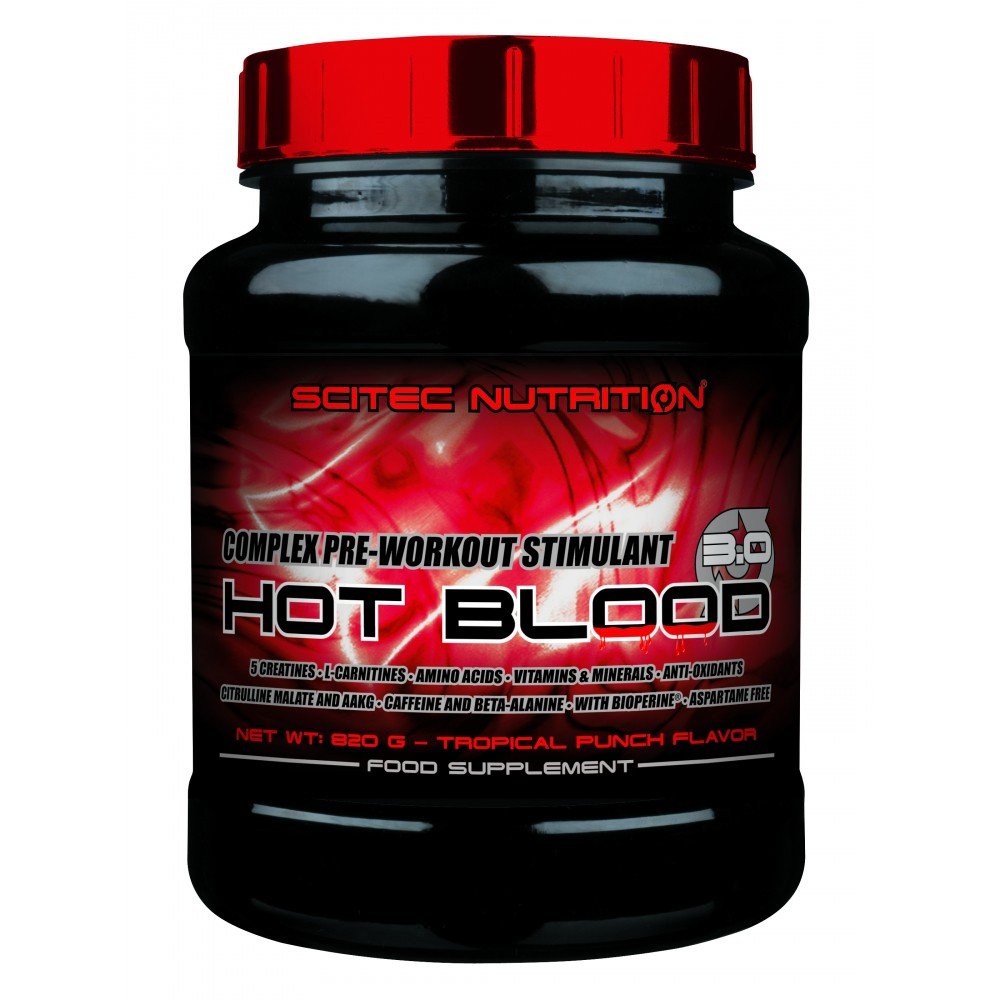 SCITEC NUTRITION®
COMPLEX PRE-WORKOUT STIMULANT
3.0
HOT BLOOD
5 CREATINES · L-CARNITINES · AMINO ACIDS · VITAMINS & MINERALS · ANTI-OXIDANTS
CITRULLINE MALATE AND AAKG · CAFFEINE AND BETA-ALANINE · WITH BIOPERINE® · ASPARTAME FREE
NET WT: 820 G – TROPICAL PUNCH FLAVOR
FOOD SUPPLEMENT